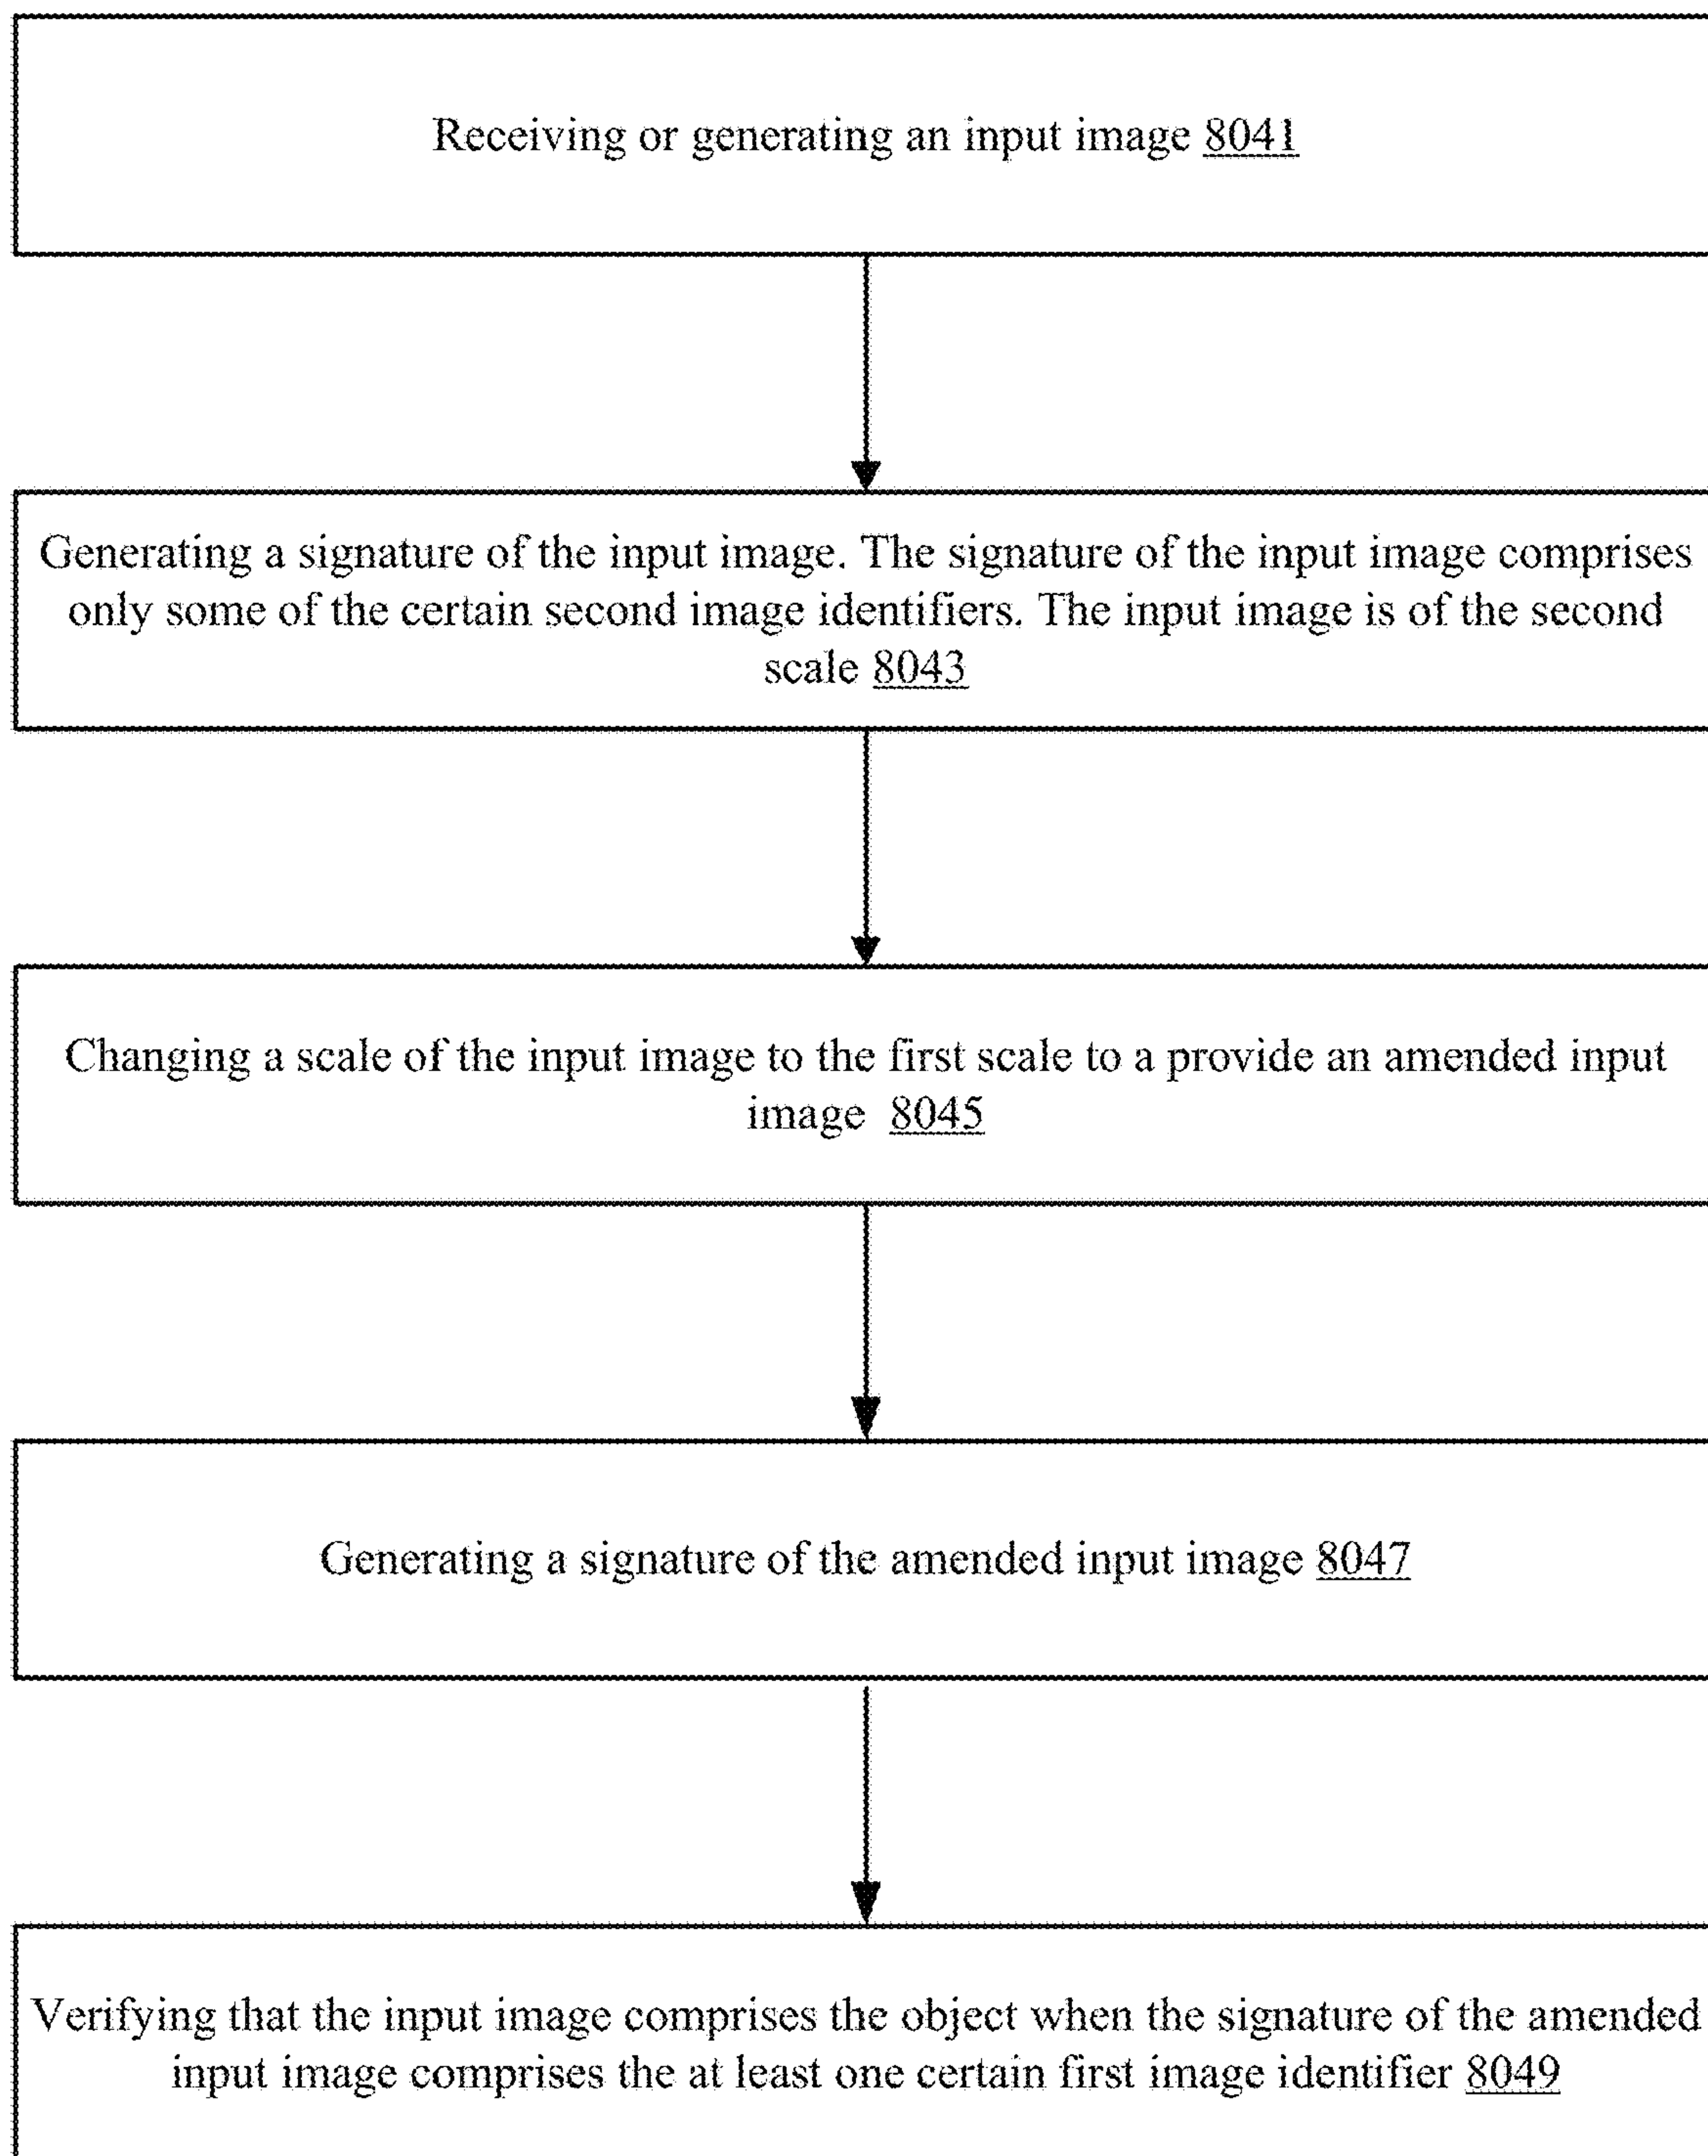 Receiving or generating an input image 8041
Generating a signature of the input image. The signature of the input image comprises
only some of the certain second image identifiers. The input image is of the second
scale 8043
Changing a scale of the input image to the first scale to a provide an amended input
image 8045
Generating a signature of the amended input image 8047
Verifying that the input image comprises the object when the signature of the amended
input image comprises the at least one certain first image identifier 8049